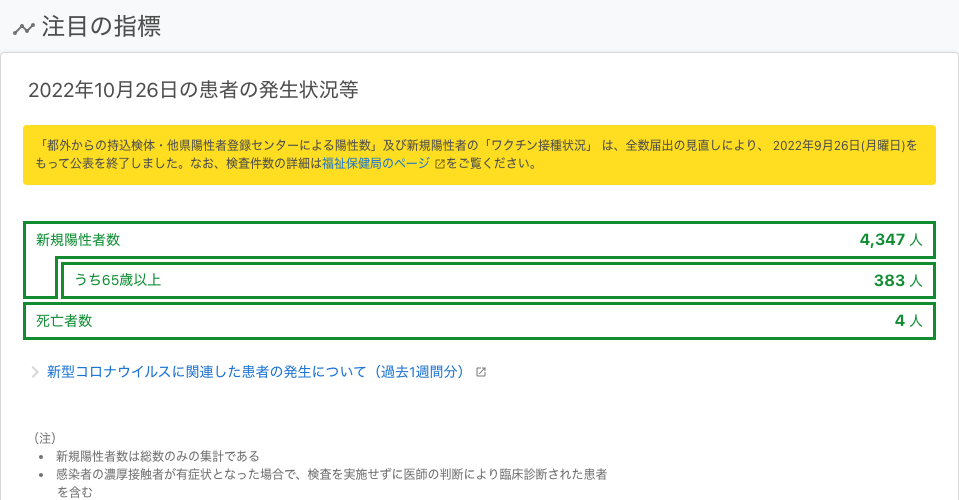 注目の指標
2022年10月26日の患者の発生状況等
「都外からの持込検体・他県陽性者登録センターによる陽性数」及び新規陽性者の「ワクチン接種状況」 は、全数届出の見直しにより、 2022年9月26日(月曜日)を
もって公表を終了しました。なお、検査件数の詳細は福祉保健局のページ をご覧ください。
新規陽性者数 4,347 人
うち65歳以上 383 人
死亡者数 4 人
新型コロナウイルスに関連した患者の発生について（過去1週間分）
（注）
• 新規陽性者数は総数のみの集計である
• 感染者の濃厚接触者が有症状となった場合で、検査を実施せずに医師の判断により臨床診断された患者
を含む